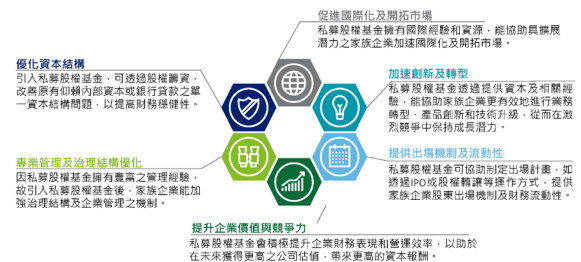 促進國際化及開拓市場
私募股權基金擁有國際經驗和資源，能協助具擴展
潛力之家族企業加速國際化及開拓市場。
優化資本結構
引入私募股權基金，可透過股權籌資，
改善原有仰賴內部資本或銀行貸款之單
一資本結構問題，以提高財務穩健性。
加速創新及轉型
私募股權基金透過提供資本及相關經
驗，能協助家族企業更有效地進行業務
轉型、產品創新和技術升級，從而在激
烈競爭中保持成長潛力。
專業管理及治理結構優化
因私募股權基金擁有豐富之管理經驗，
故引入私募股權基金後，家族企業能加
強治理結構及企業管理之機制。
提供出場機制及流動性
私募股權基金可協助制定出場計畫，如
透過IPO或股權轉讓等運作方式，提供
家族企業股東出場機制及財務流動性。
提升企業價值與競爭力
私募股權基金會積極提升企業財務表現和營運效率，以助於
在未來獲得更高之公司估值，帶來更高的資本報酬。